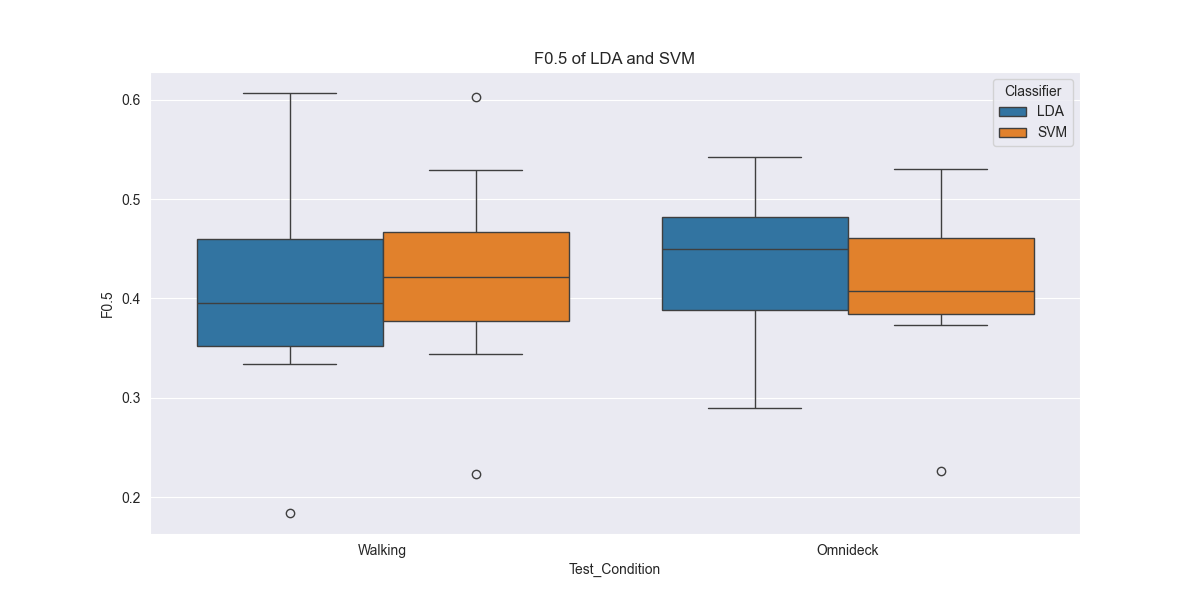 F0.5 of LDA and SVM
Classifier
LDA
SVM
F0.5
0.6
0.5
0.4
0.3
0.2
Walking
Omnideck
Test_Condition